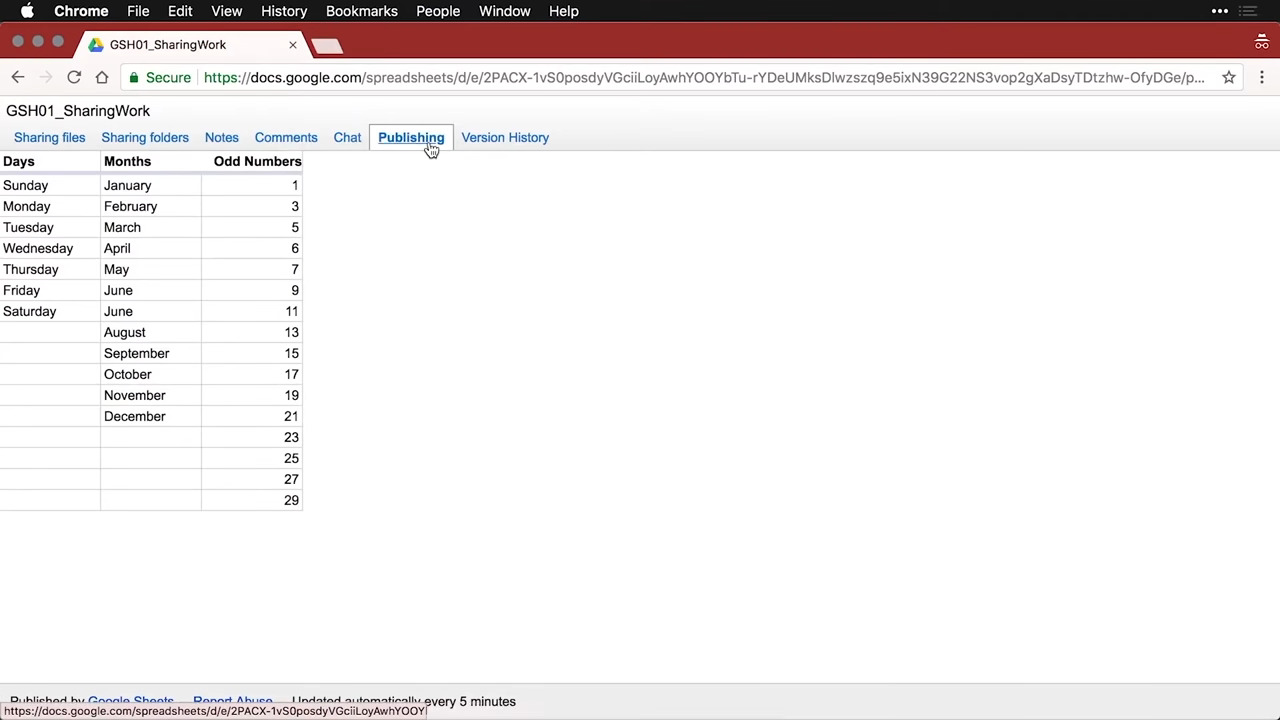 Chrome File Edit View History Bookmarks People Window Help
GSH01_SharingWork
Secure https://docs.google.com/spreadsheets/d/e/2PACX-1vS0posdyVGciiLoyAwhYOOYbTu-rYDeUMksDlwzszq9e5ixN39G22NS3vop2gXaDsyTDtzhw-OfyDGe/p...
GSH01_SharingWork
Sharing files Sharing folders Notes Comments Chat Publishing Version History
Days Months Odd Numbers
Sunday January 1
Monday February 3
Tuesday March 5
Wednesday April 6
Thursday May 7
Friday June 9
Saturday June 11
August 13
September 15
October 17
November 19
December 21
23
25
27
29
Published by Google Sheets Report Abuse Updated automatically every 5 minutes
https://docs.google.com/spreadsheets/d/e/2PACX-1vS0posdyVGciiLoyAwhYOOY